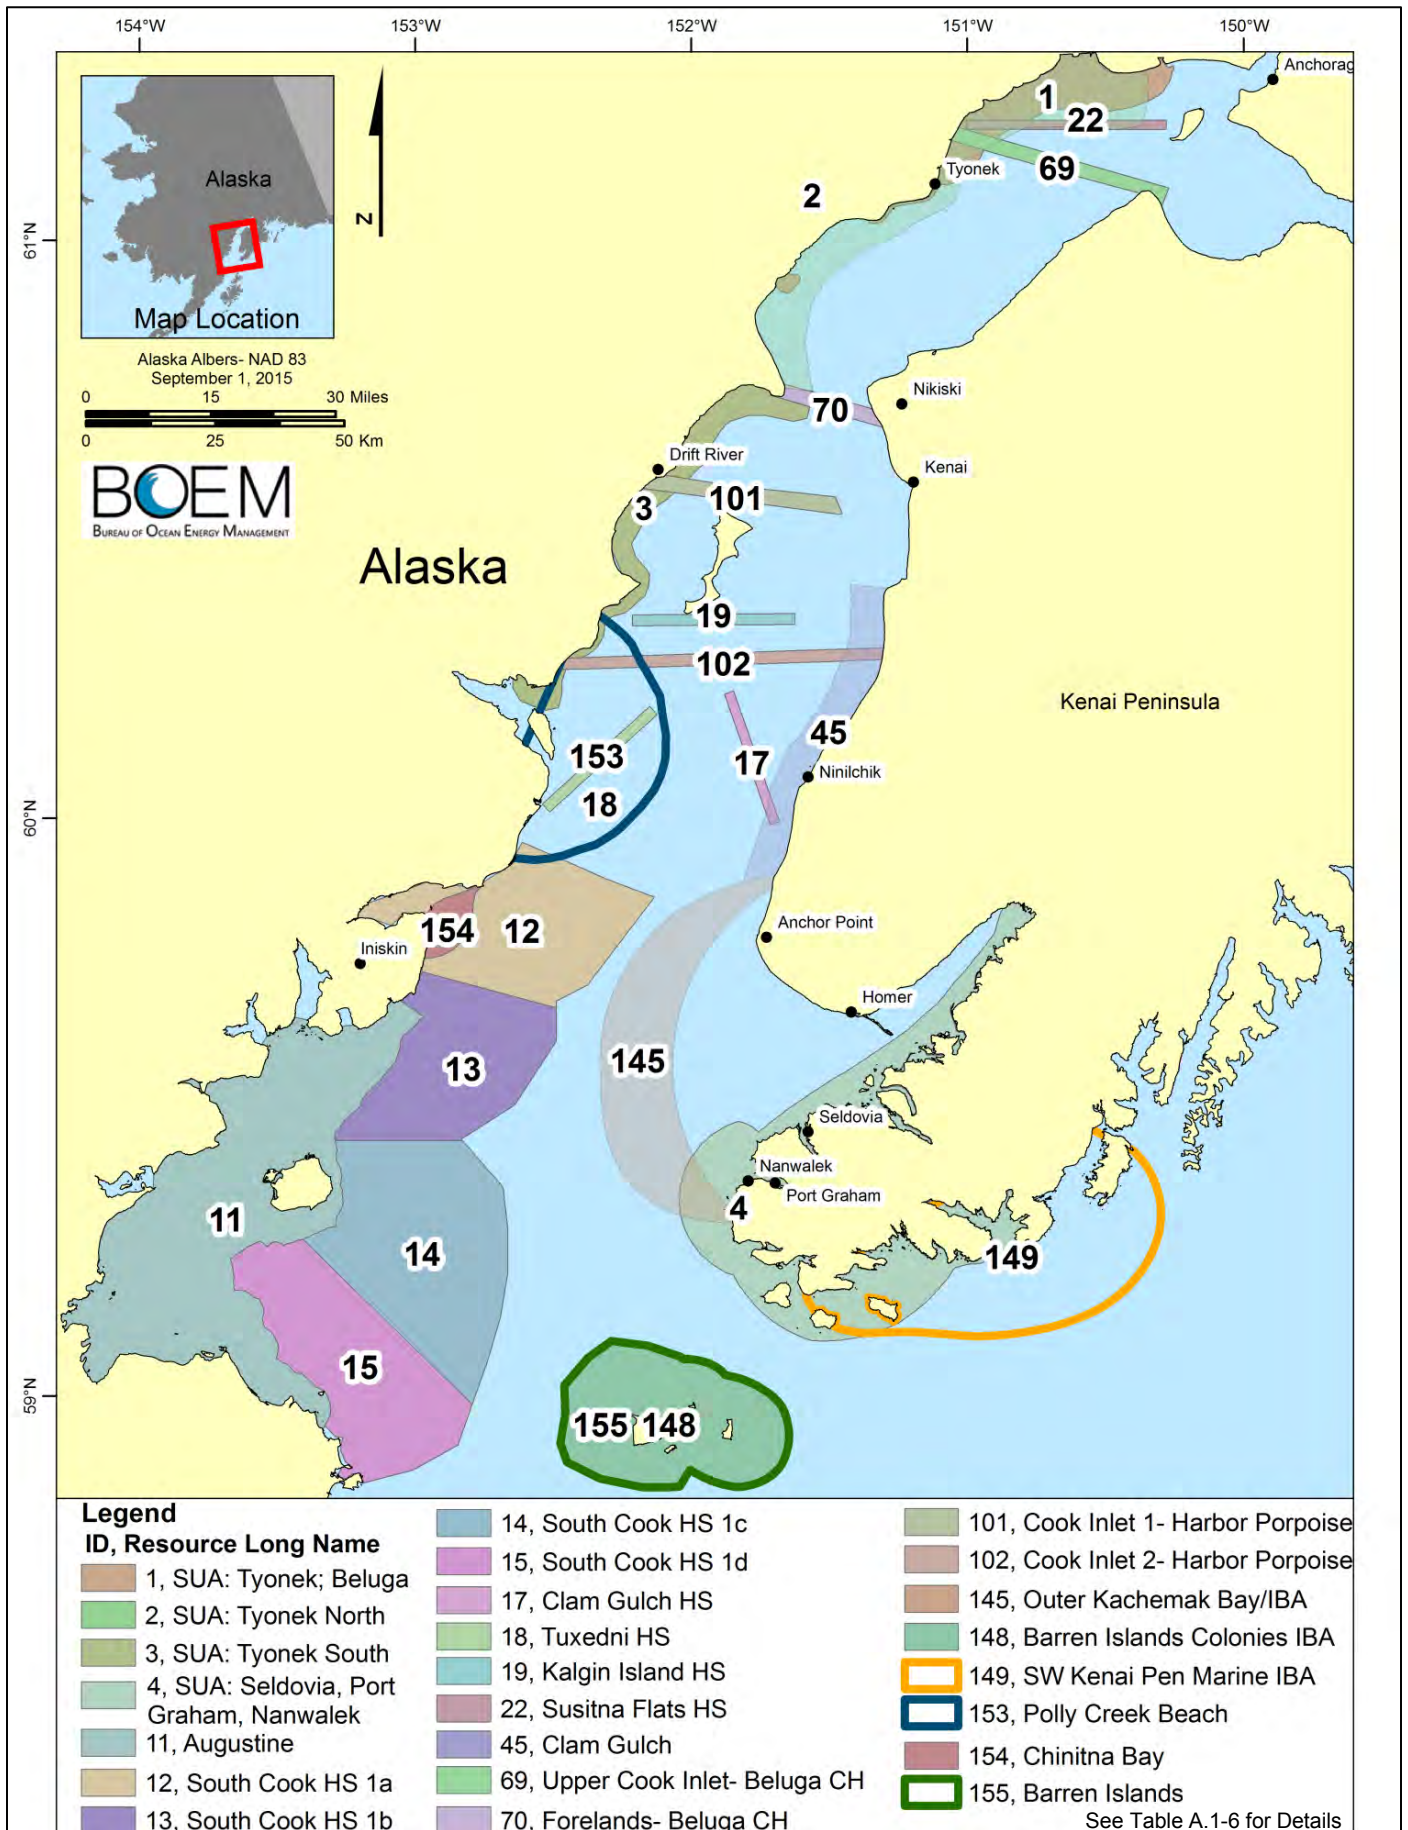 154°W 153°W 152°W 151°W 150°W
Anchorag
1
22
Tyonek
69
2
Alaska
N
61°N
Map Location
Alaska Albers- NAD 83
September 1, 2015
0 15 30 Miles
0 25 50 Km
Nikiski
70
Drift River
Kenai
BOEM
BUREAU OF OCEAN ENERGY MANAGEMENT
101
3
Alaska
19
102
Kenai Peninsula
45
153
17
Ninilchik
18
60°N
154
12
Anchor Point
Iniskin
Homer
145
13
Seldovia
Nanwalek
Port Graham
4
11
14
149
15
59°N
155 148
Legend
ID, Resource Long Name
1, SUA: Tyonek; Beluga
2, SUA: Tyonek North
3, SUA: Tyonek South
4, SUA: Seldovia, Port
Graham, Nanwalek
11, Augustine
12, South Cook HS 1a
13, South Cook HS 1b
14, South Cook HS 1c
15, South Cook HS 1d
17, Clam Gulch HS
18, Tuxedni HS
19, Kalgin Island HS
22, Susitna Flats HS
45, Clam Gulch
69, Upper Cook Inlet- Beluga CH
70, Forelands- Beluga CH
101, Cook Inlet 1- Harbor Porpoise
102, Cook Inlet 2- Harbor Porpoise
145, Outer Kachemak Bay/IBA
148, Barren Islands Colonies IBA
149, SW Kenai Pen Marine IBA
153, Polly Creek Beach
154, Chinitna Bay
155, Barren Islands
See Table A.1-6 for Details